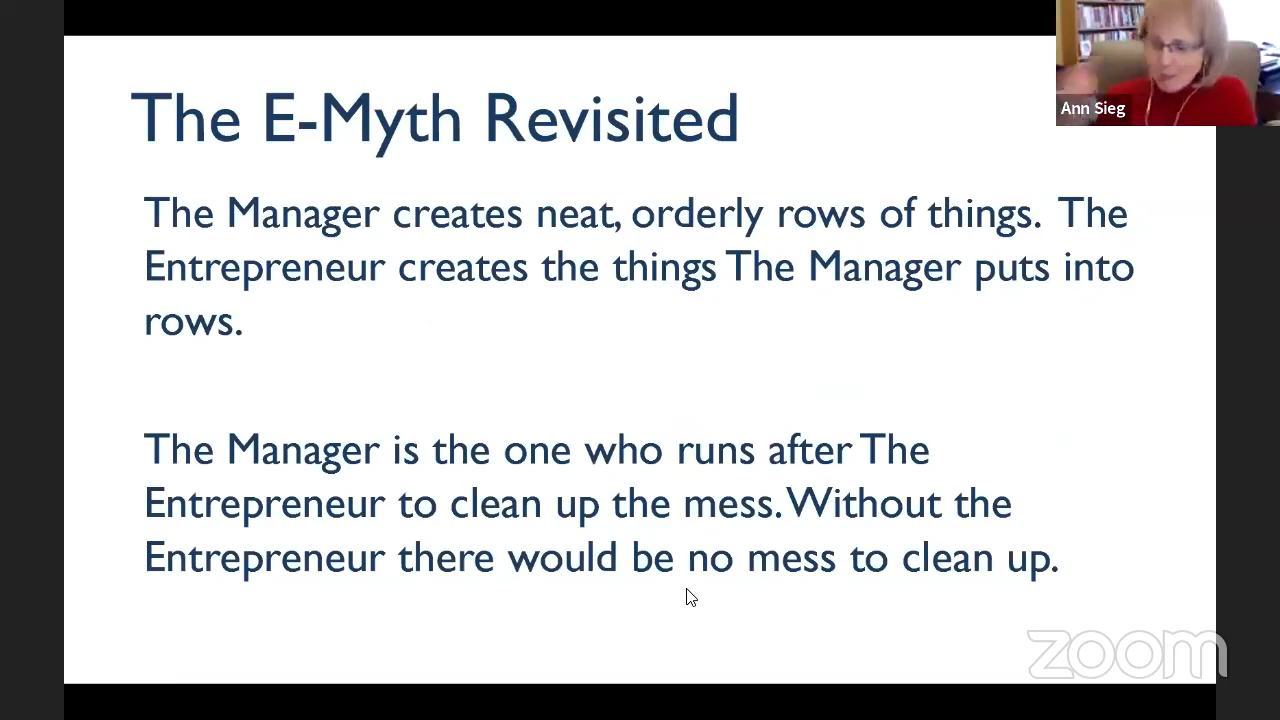 Ann Sieg
The E-Myth Revisited
The Manager creates neat, orderly rows of things. The
Entrepreneur creates the things The Manager puts into
rows.
The Manager is the one who runs after The
Entrepreneur to clean up the mess. Without the
Entrepreneur there would be no mess to clean up.
zoom